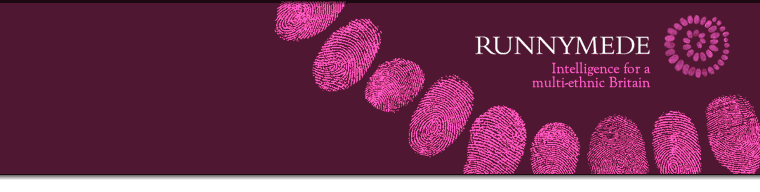 RUNNYMEDE
Intelligence for a
multi-ethnic Britain